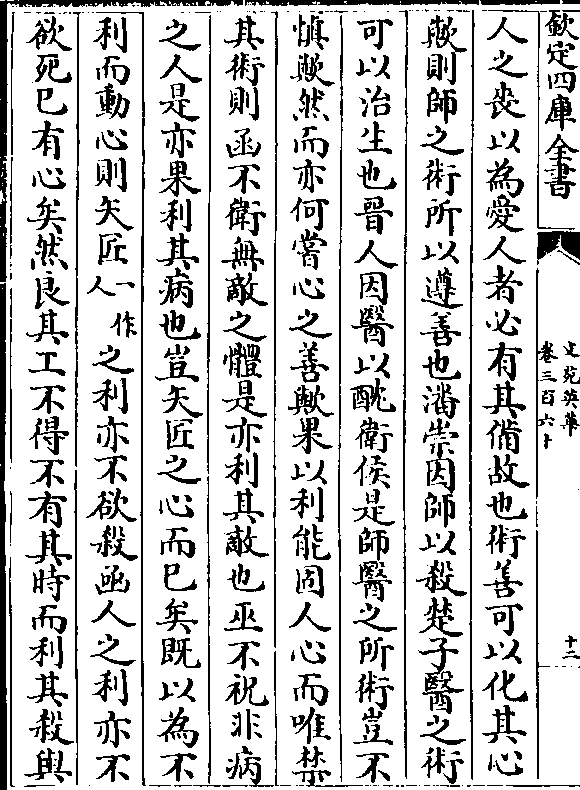 欽定四庫全書
文苑英華
卷三百六十
十二
人之喪以為愛人者必有其備故也術善可以化其心
歟則師之術所以遵善也潘崇因師以殺楚子醫之術
可以治生也晉人因醫以酖衛侯是師醫之所術豈不
慎歟然而亦何嘗心之善歟果以利能固人心而唯禁
其術則函不衛無敵之體是亦利其敵也巫不祝非病
之人是亦果利其病也豈矢匠之心而已矣既以為不
利而動心則矢匠一作人之利亦不欲殺函人之利亦不
欲死已有心矣然良其工不得不有其時而利其殺與